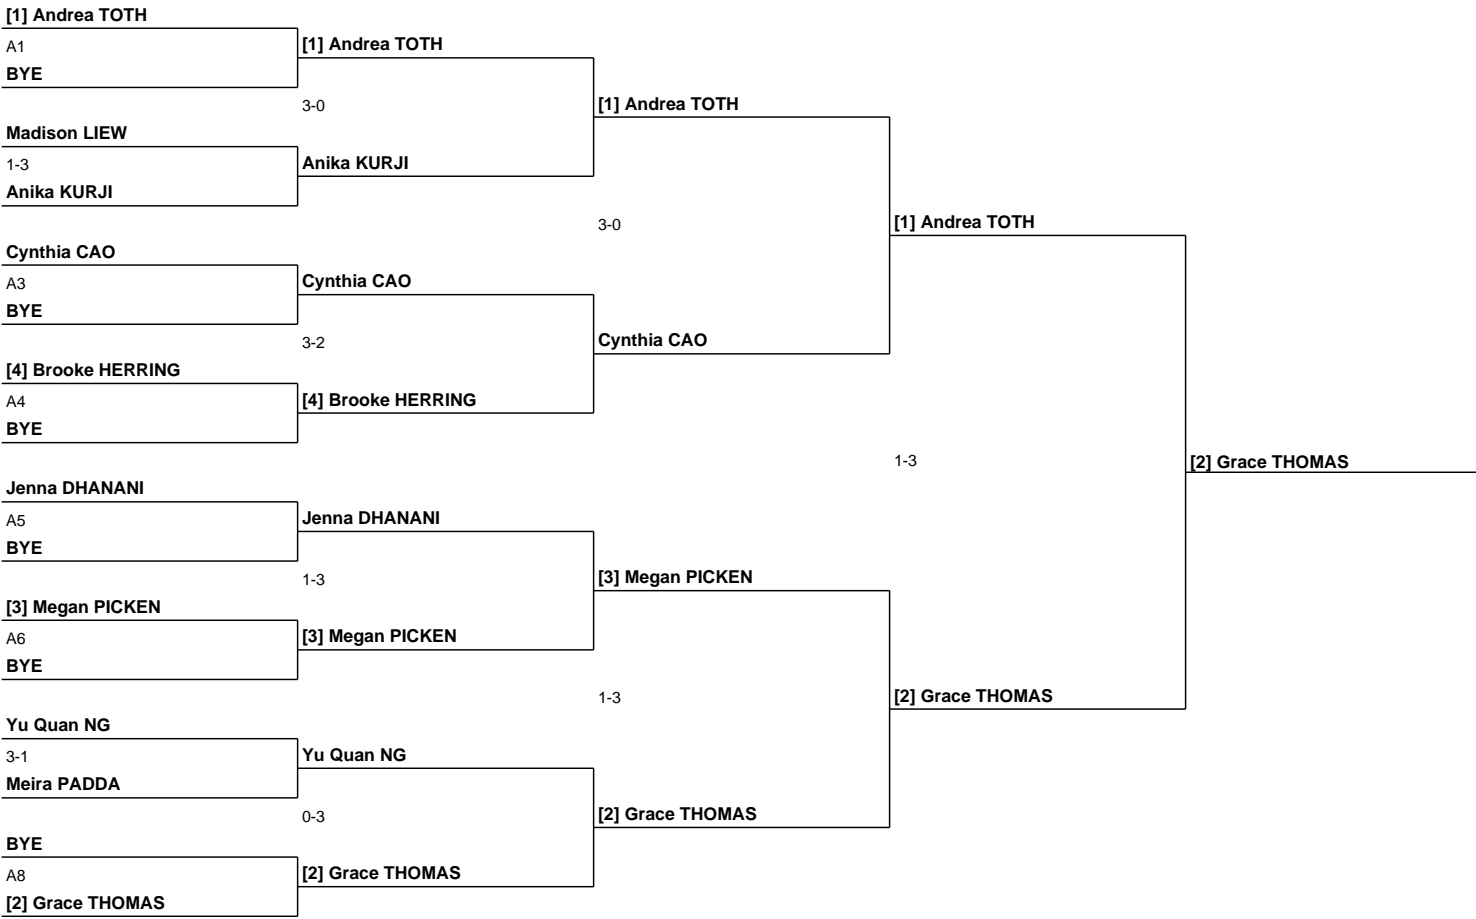 [1] Andrea TOTH
A1
BYE
Madison LIEW
1-3
Anika KURJI
Cynthia CAO
A3
BYE
[4] Brooke HERRING
A4
BYE
Jenna DHANANI
A5
BYE
[3] Megan PICKEN
A6
BYE
Yu Quan NG
3-1
Meira PADDA
BYE
A8
[2] Grace THOMAS
[1] Andrea TOTH
3-0
Anika KURJI
Cynthia CAO
3-2
[4] Brooke HERRING
Jenna DHANANI
1-3
[3] Megan PICKEN
Yu Quan NG
0-3
[2] Grace THOMAS
[1] Andrea TOTH
3-0
Cynthia CAO
[3] Megan PICKEN
1-3
[2] Grace THOMAS
[1] Andrea TOTH
1-3
[2] Grace THOMAS
[2] Grace THOMAS